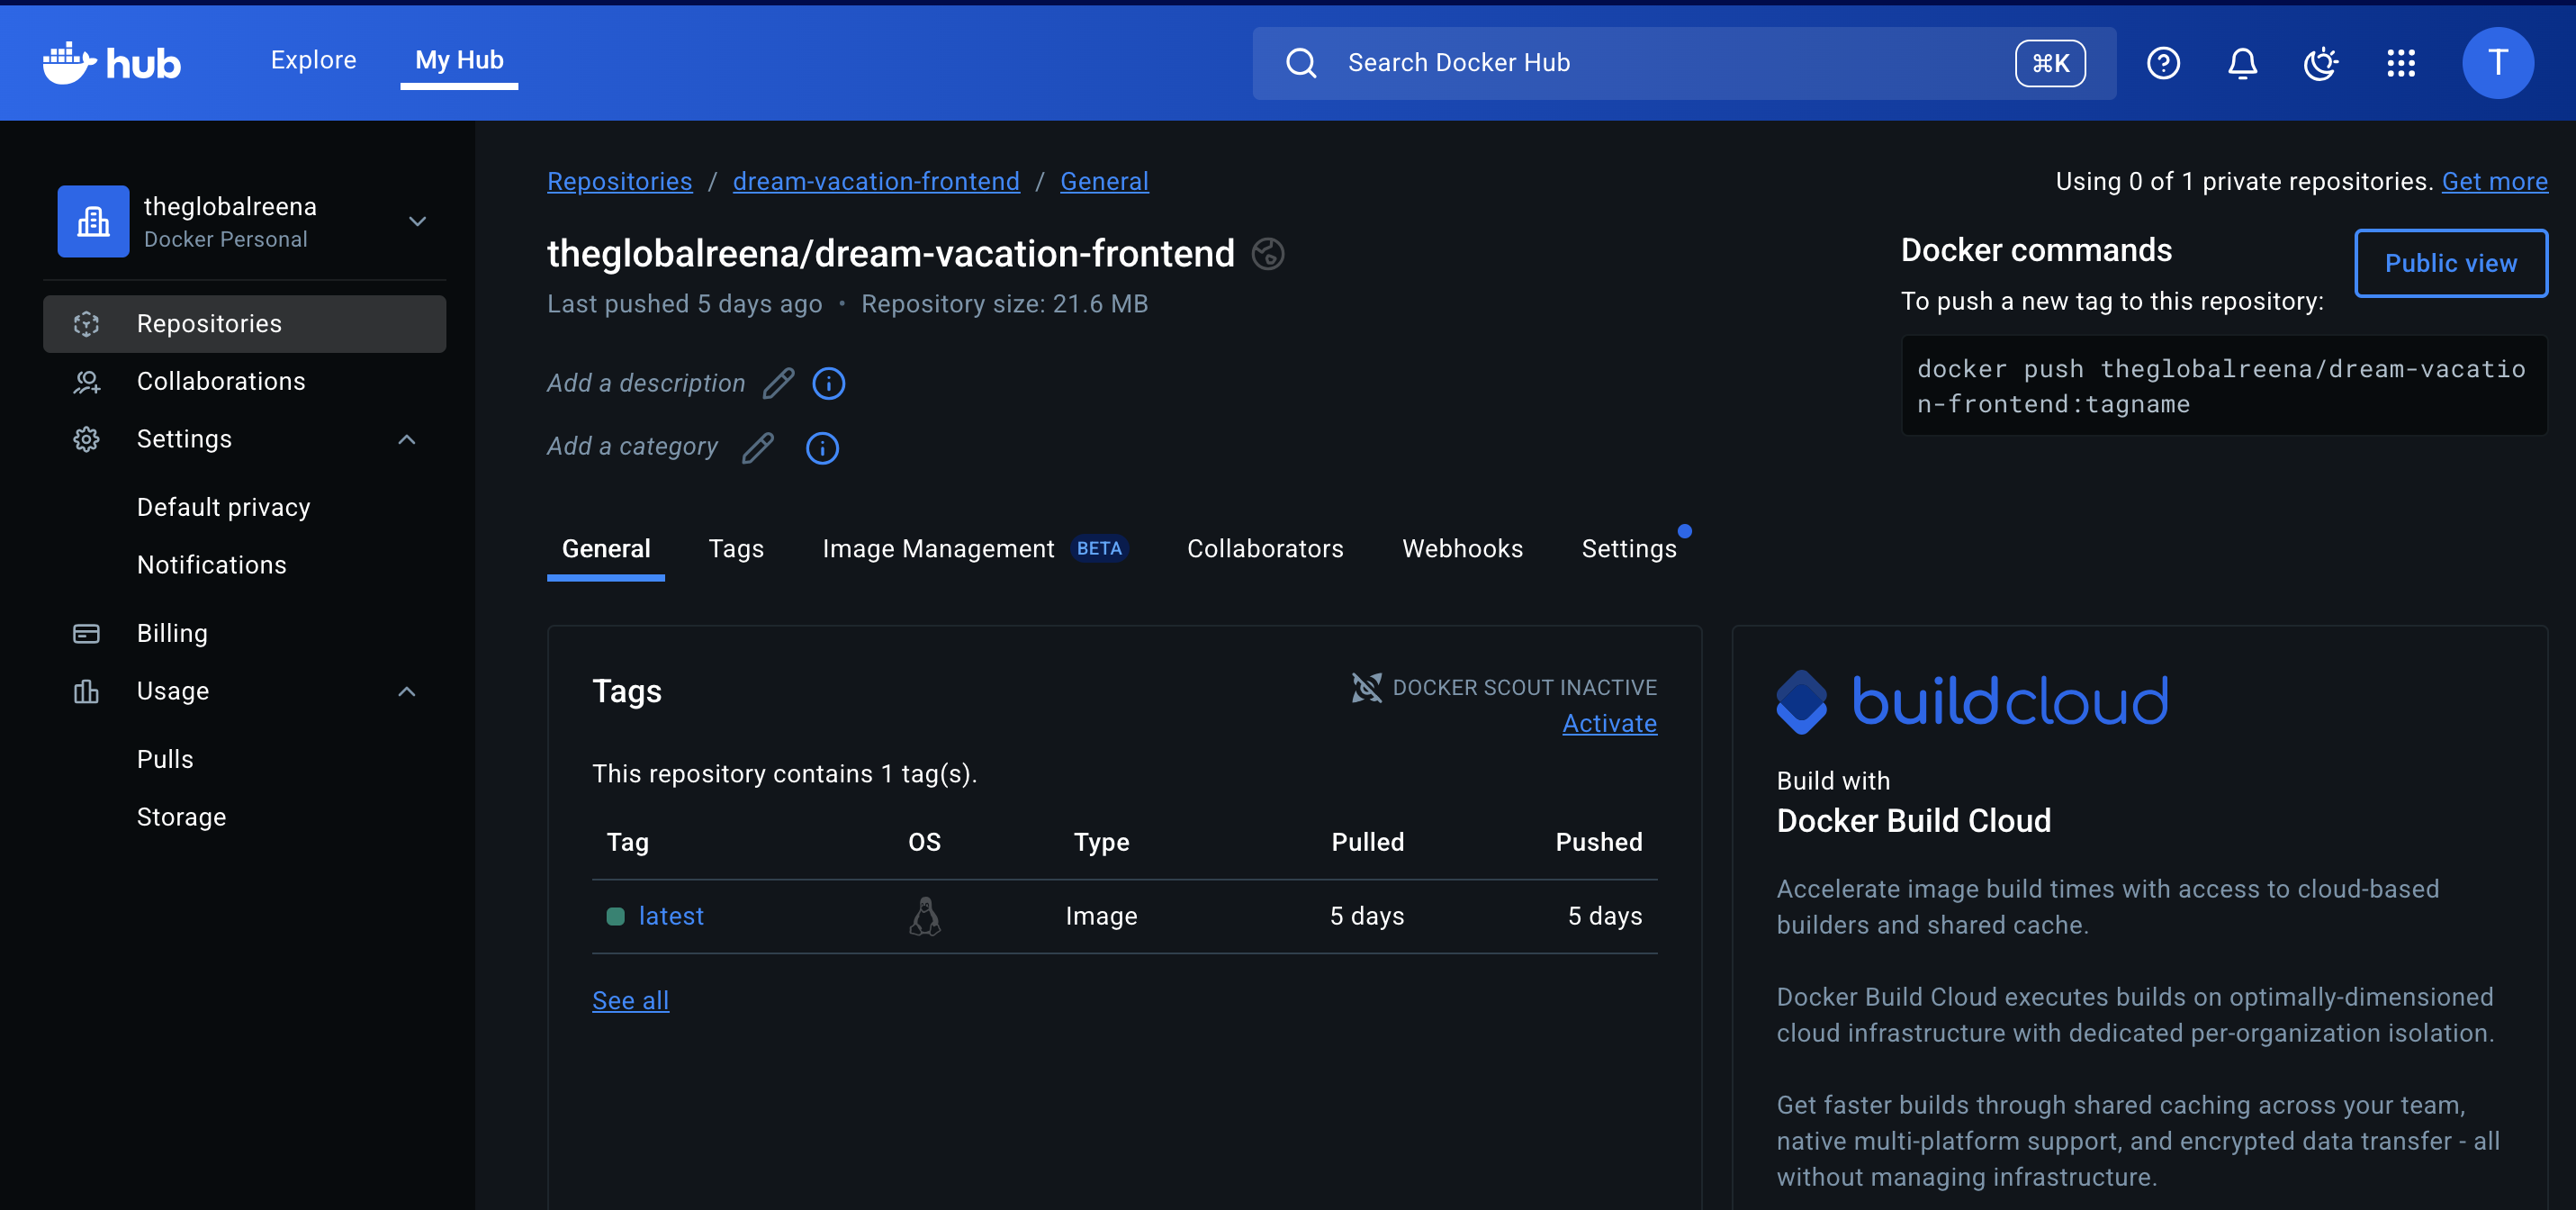 hub
Explore
My Hub
Search Docker Hub
⌘K
T
theglobalreena
Docker Personal
Repositories
Collaborations
Settings
Default privacy
Notifications
Billing
Usage
Pulls
Storage
Repositories / dream-vacation-frontend / General
Using 0 of 1 private repositories. Get more
theglobalreena/dream-vacation-frontend
Last pushed 5 days ago • Repository size: 21.6 MB
Add a description
Add a category
Docker commands
Public view
To push a new tag to this repository:
docker push theglobalreena/dream-vacatio
n-frontend:tagname
General
Tags
Image Management BETA
Collaborators
Webhooks
Settings
Tags
DOCKER SCOUT INACTIVE
Activate
This repository contains 1 tag(s).
Tag OS Type Pulled Pushed
latest Image 5 days 5 days
See all
buildcloud
Build with
Docker Build Cloud
Accelerate image build times with access to cloud-based
builders and shared cache.
Docker Build Cloud executes builds on optimally-dimensioned
cloud infrastructure with dedicated per-organization isolation.
Get faster builds through shared caching across your team,
native multi-platform support, and encrypted data transfer - all
without managing infrastructure.